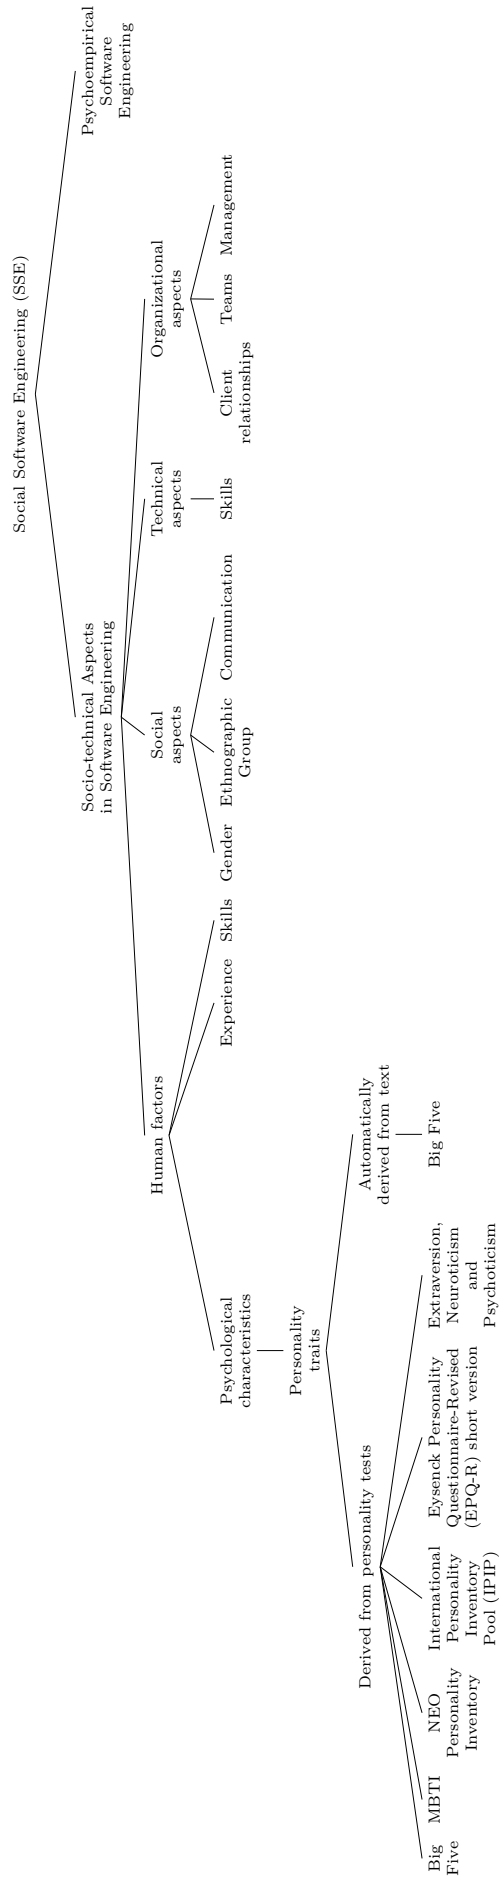 Social Software Engineering (SSE)
Socio-technical Aspects
in Software Engineering
Psychoempirical
Software
Engineering
Human factors
Social
aspects
Technical
aspects
Organizational
aspects
Psychological
characteristics
Experience
Skills
Gender
Ethnographic
Group
Communication
Skills
Client
relationships
Teams
Management
Personality
traits
Derived from personality tests
Automatically
derived from text
Big
Five
MBTI
NEO
Personality
Inventory
International
Personality
Inventory
Pool (IPIP)
Eysenck Personality
Questionnaire-Revised
(EPQ-R) short version
Extraversion,
Neuroticism
and
Psychoticism
Big Five